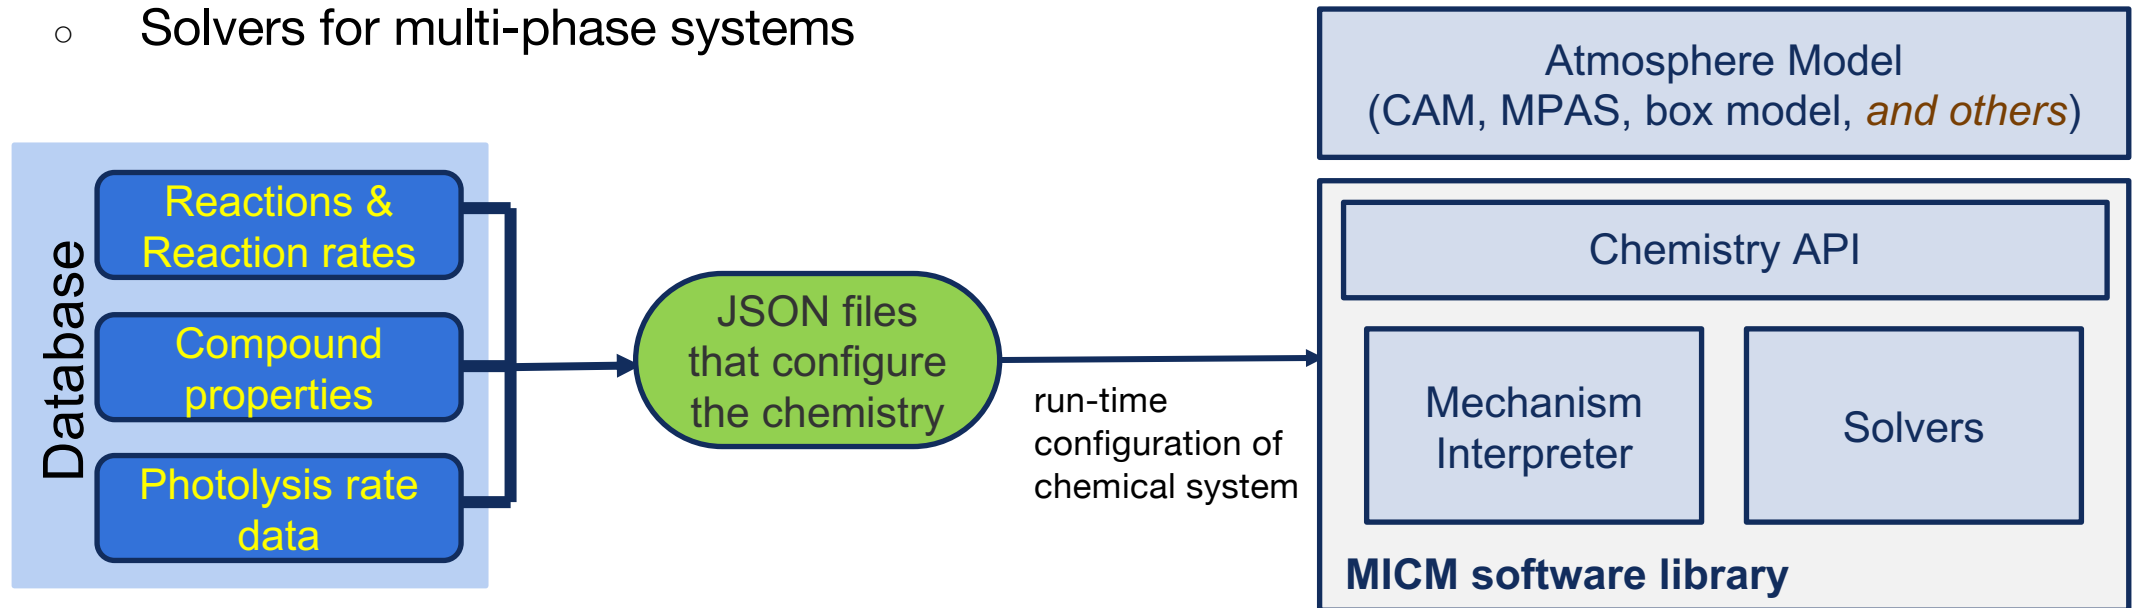 ○ Solvers for multi-phase systems
Atmosphere Model
(CAM, MPAS, box model, and others)
Database
Reactions &
Reaction rates
Compound
properties
Photolysis rate
data
JSON files
that configure
the chemistry
run-time
configuration of
chemical system
Chemistry API
Mechanism
Interpreter
Solvers
MICM software library